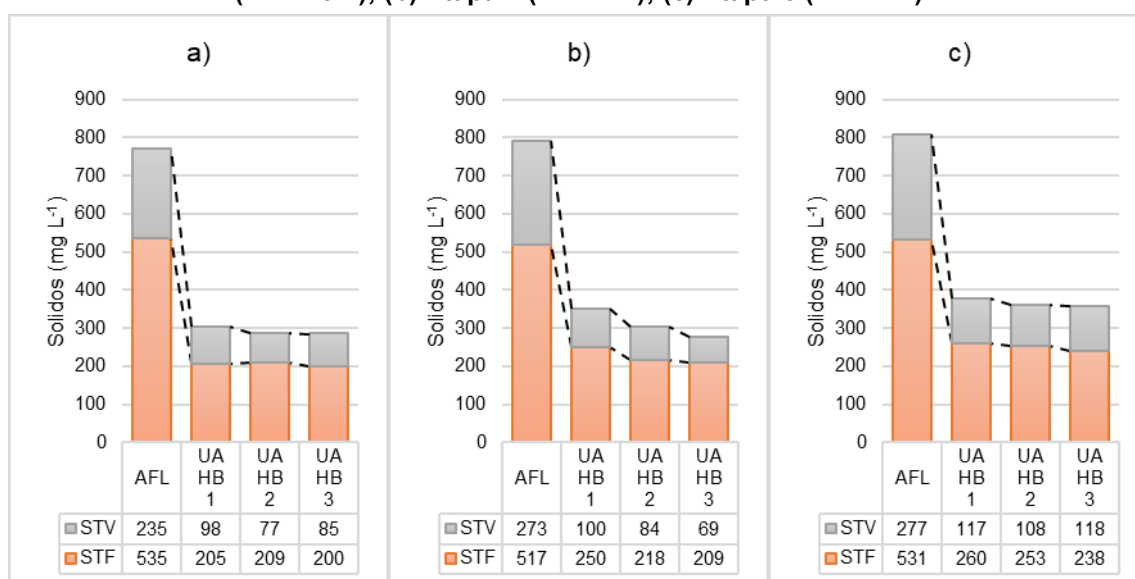 a)
900
800
700
600
500
400
300
200
100
0
Solidos (mg L⁻¹)
AFL UA HB 1 UA HB 2 UA HB 3
STV 235 98 77 85
STF 535 205 209 200
b)
900
800
700
600
500
400
300
200
100
0
Solidos (mg L⁻¹)
AFL UA HB 1 UA HB 2 UA HB 3
STV 273 100 84 69
STF 517 250 218 209
c)
900
800
700
600
500
400
300
200
100
0
Solidos (mg L⁻¹)
AFL UA HB 1 UA HB 2 UA HB 3
STV 277 117 108 118
STF 531 260 253 238